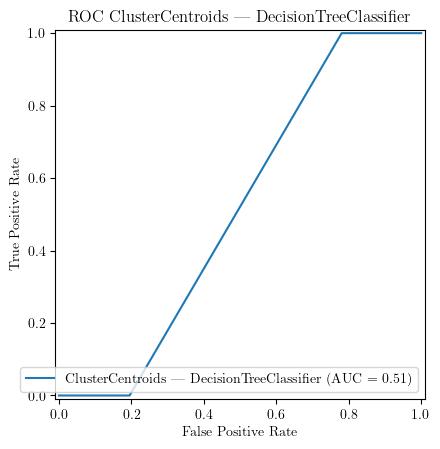 ROC ClusterCentroids — DecisionTreeClassifier
1.0
0.8
0.6
0.4
0.2
0.0
True Positive Rate
ClusterCentroids — DecisionTreeClassifier (AUC = 0.51)
0.0 0.2 0.4 0.6 0.8 1.0
False Positive Rate